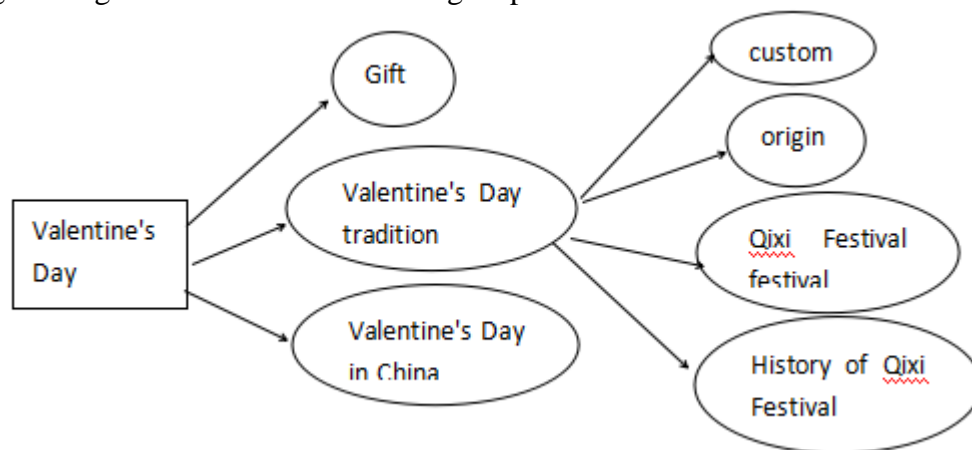 Gift
custom
origin
Valentine's Day
tradition
Valentine's
Day
Qixi Festival
festival
Valentine's Day
in China
History of Qixi
Festival